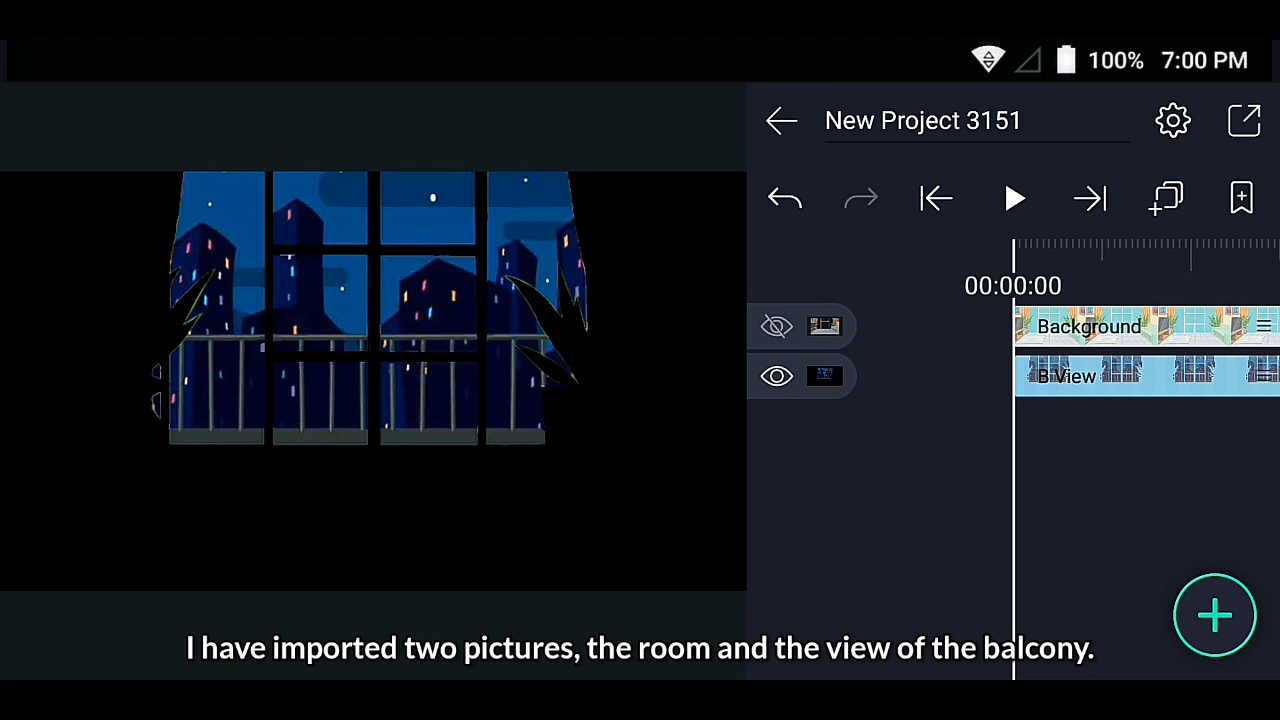 100% 7:00 PM
New Project 3151
00:00:00
Background
B View
I have imported two pictures, the room and the view of the balcony.